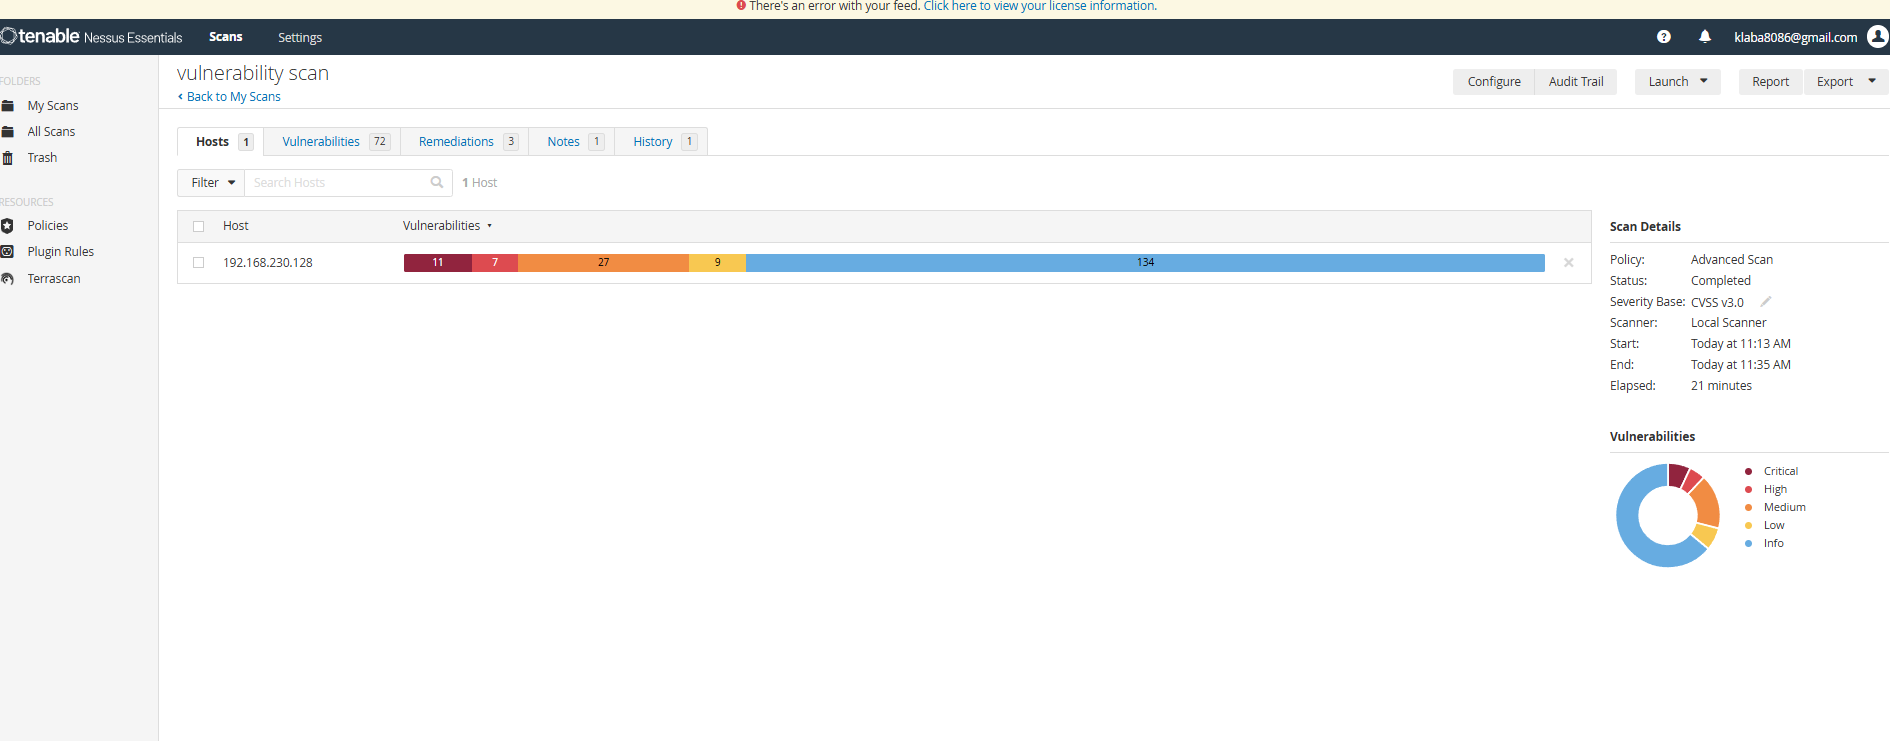 There's an error with your feed. Click here to view your license information.
tenable Nessus Essentials Scans Settings klaba8086@gmail.com
FOLDERS
My Scans
All Scans
Trash
RESOURCES
Policies
Plugin Rules
Terrascan
vulnerability scan
Back to My Scans
Configure Audit Trail Launch Report Export
Hosts 1 Vulnerabilities 72 Remediations 3 Notes 1 History 1
Filter Search Hosts 1 Host
Host Vulnerabilities
192.168.230.128 11 7 27 9 134
Scan Details
Policy: Advanced Scan
Status: Completed
Severity Base: CVSS v3.0
Scanner: Local Scanner
Start: Today at 11:13 AM
End: Today at 11:35 AM
Elapsed: 21 minutes
Vulnerabilities
Critical
High
Medium
Low
Info